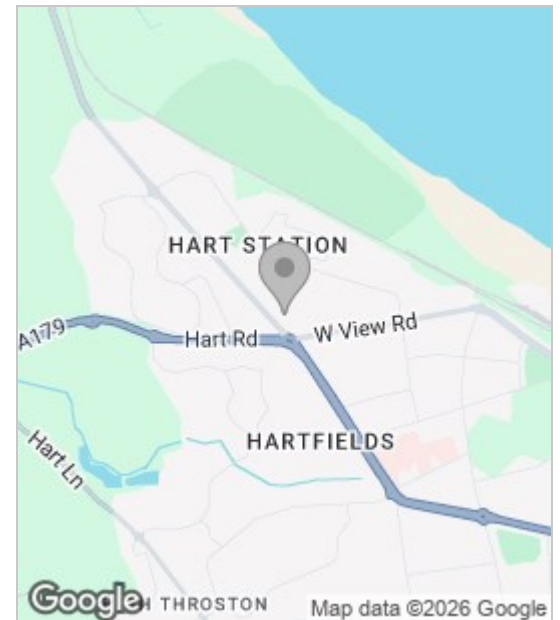 HART STATION
A179
Hart Rd
W View Rd
HARTFIELDS
Hart Ln
THROSTON
Google
Map data ©2026 Google